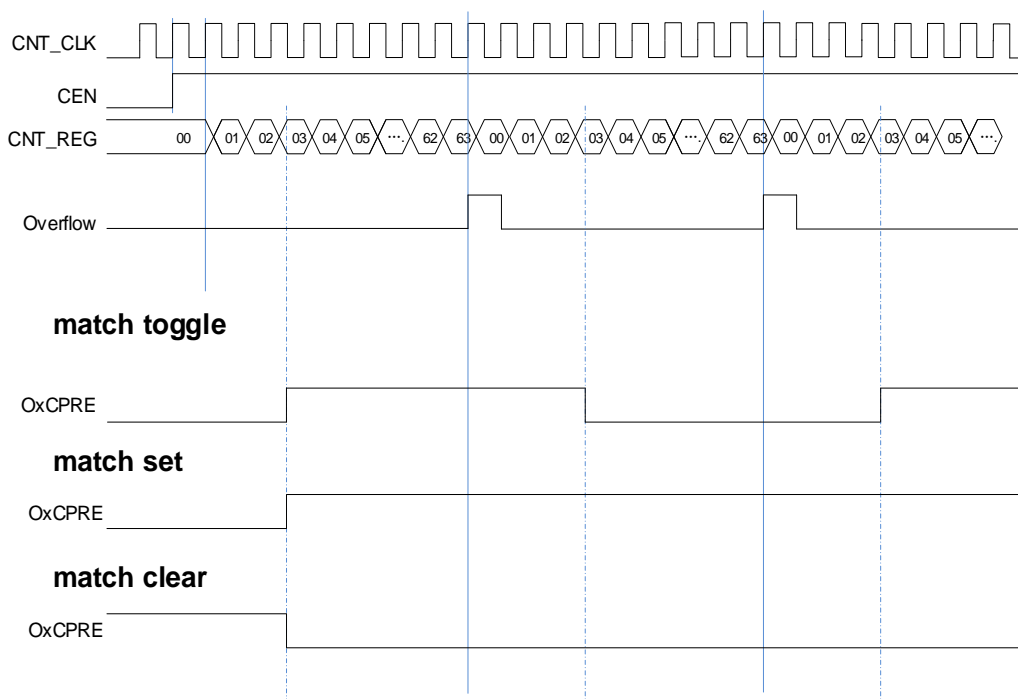 CNT_CLK
CEN
CNT_REG 00 01 02 03 04 05 ···. 62 63 00 01 02 03 04 05 ···. 62 63 00 01 02 03 04 05 ···.
Overflow
match toggle
OxCPRE
match set
OxCPRE
match clear
OxCPRE